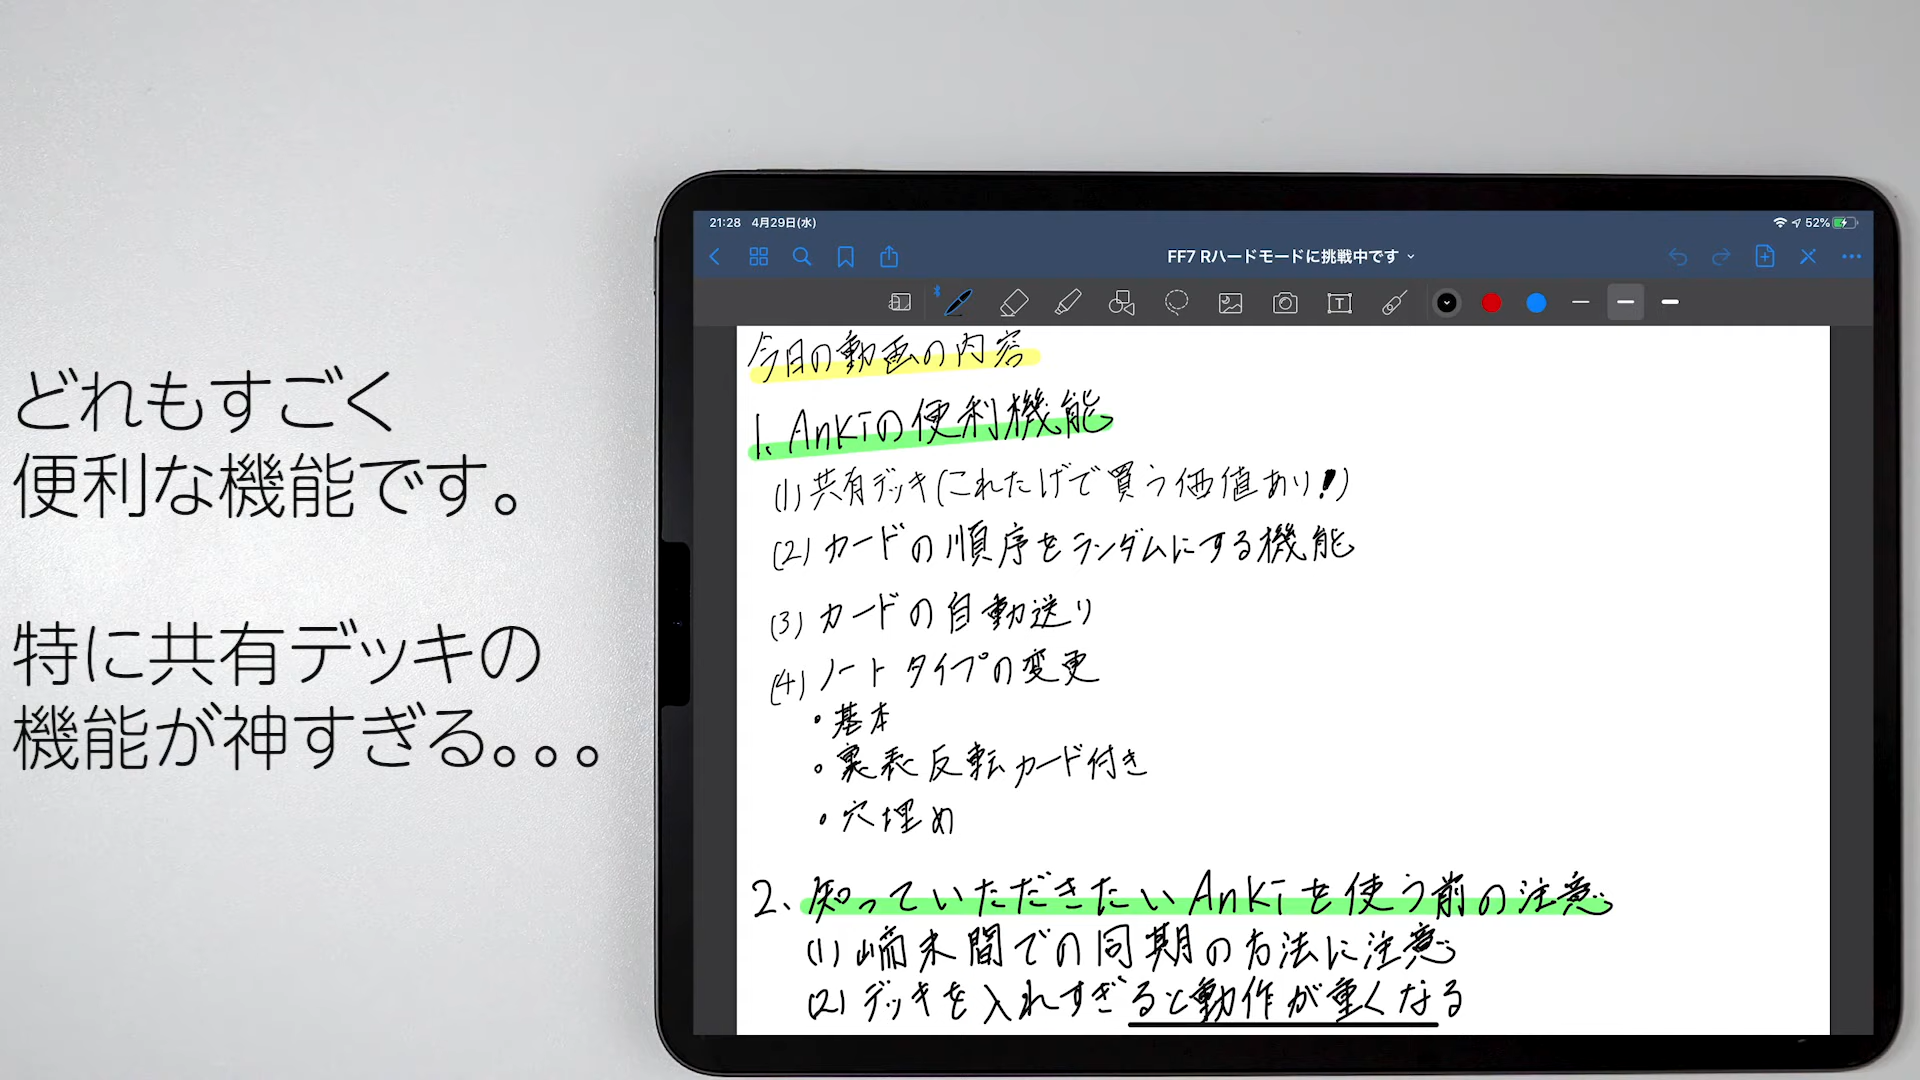 どれもすごく
便利な機能です。
特に共有デッキの
機能が神すぎる。。。
21:28 4月29日(水)
52%
FF7 Rハードモードに挑戦中です
T
今日の動画の内容
1. Ankiの便利機能
(1) 共有デッキ(これだけで買う価値あり!)
(2) カードの順序をランダムにする機能
(3) カードの自動送り
(4) ノートタイプの変更
・基本
・裏表反転カード付き
・穴埋め
2. 知っていただきたいAnkiを使う前の注意
(1) 端末間での同期の方法に注意
(2) デッキを入れすぎると動作が重くなる